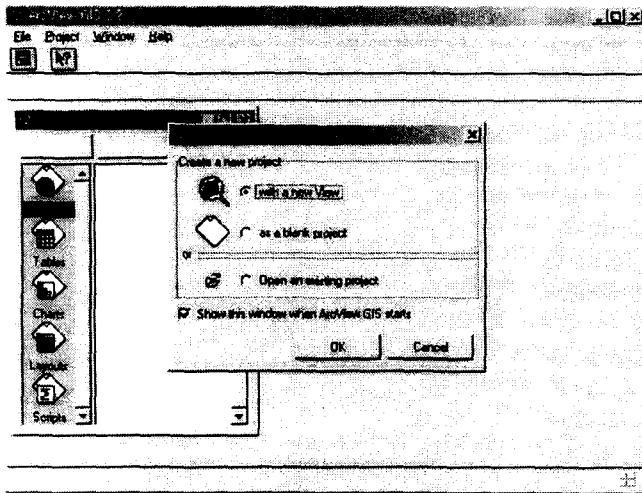 File Project Window Help
Create a new project
with a new View
as a blank project
or
Open an existing project
Show this window when ArcView GIS starts
OK Cancel
Tables
Charts
Layouts
Scripts